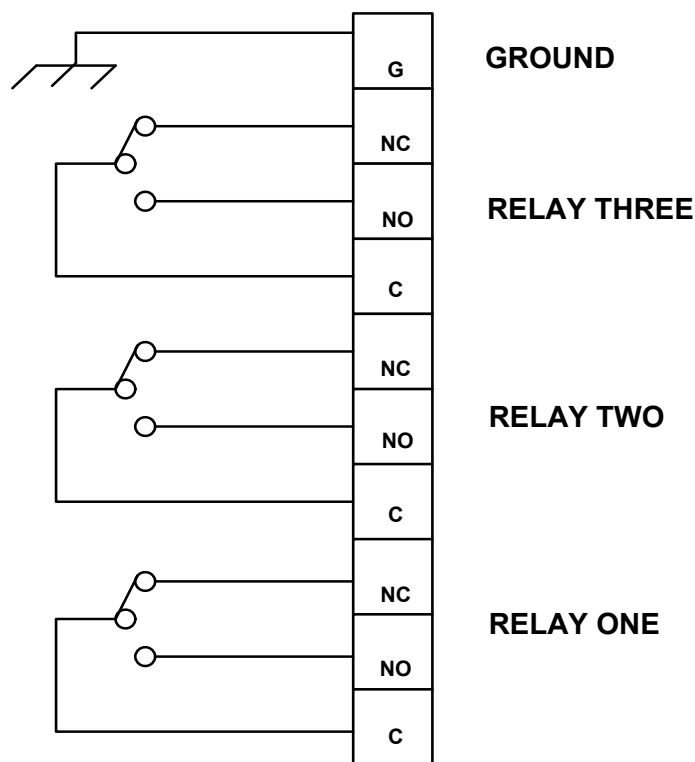 G
GROUND
NC
NO
RELAY THREE
C
NC
NO
RELAY TWO
C
NC
RELAY ONE
NO
C